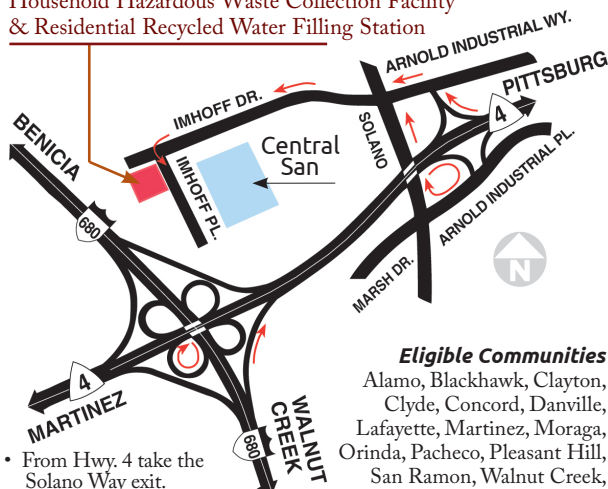 Household Hazardous Waste Collection Facility
& Residential Recycled Water Filling Station
ARNOLD INDUSTRIAL WY.
PITTSBURG
IMHOFF DR.
SOLANO
4
BENICIA
Central
San
IMHOFF PL.
ARNOLD INDUSTRIAL PL.
680
N
MARSH DR.
4
MARTINEZ
WALNUT
CREEK
680
Eligible Communities
Alamo, Blackhawk, Clayton,
Clyde, Concord, Danville,
Lafayette, Martinez, Moraga,
Orinda, Pacheco, Pleasant Hill,
San Ramon, Walnut Creek,
• From Hwy. 4 take the
Solano Way exit.